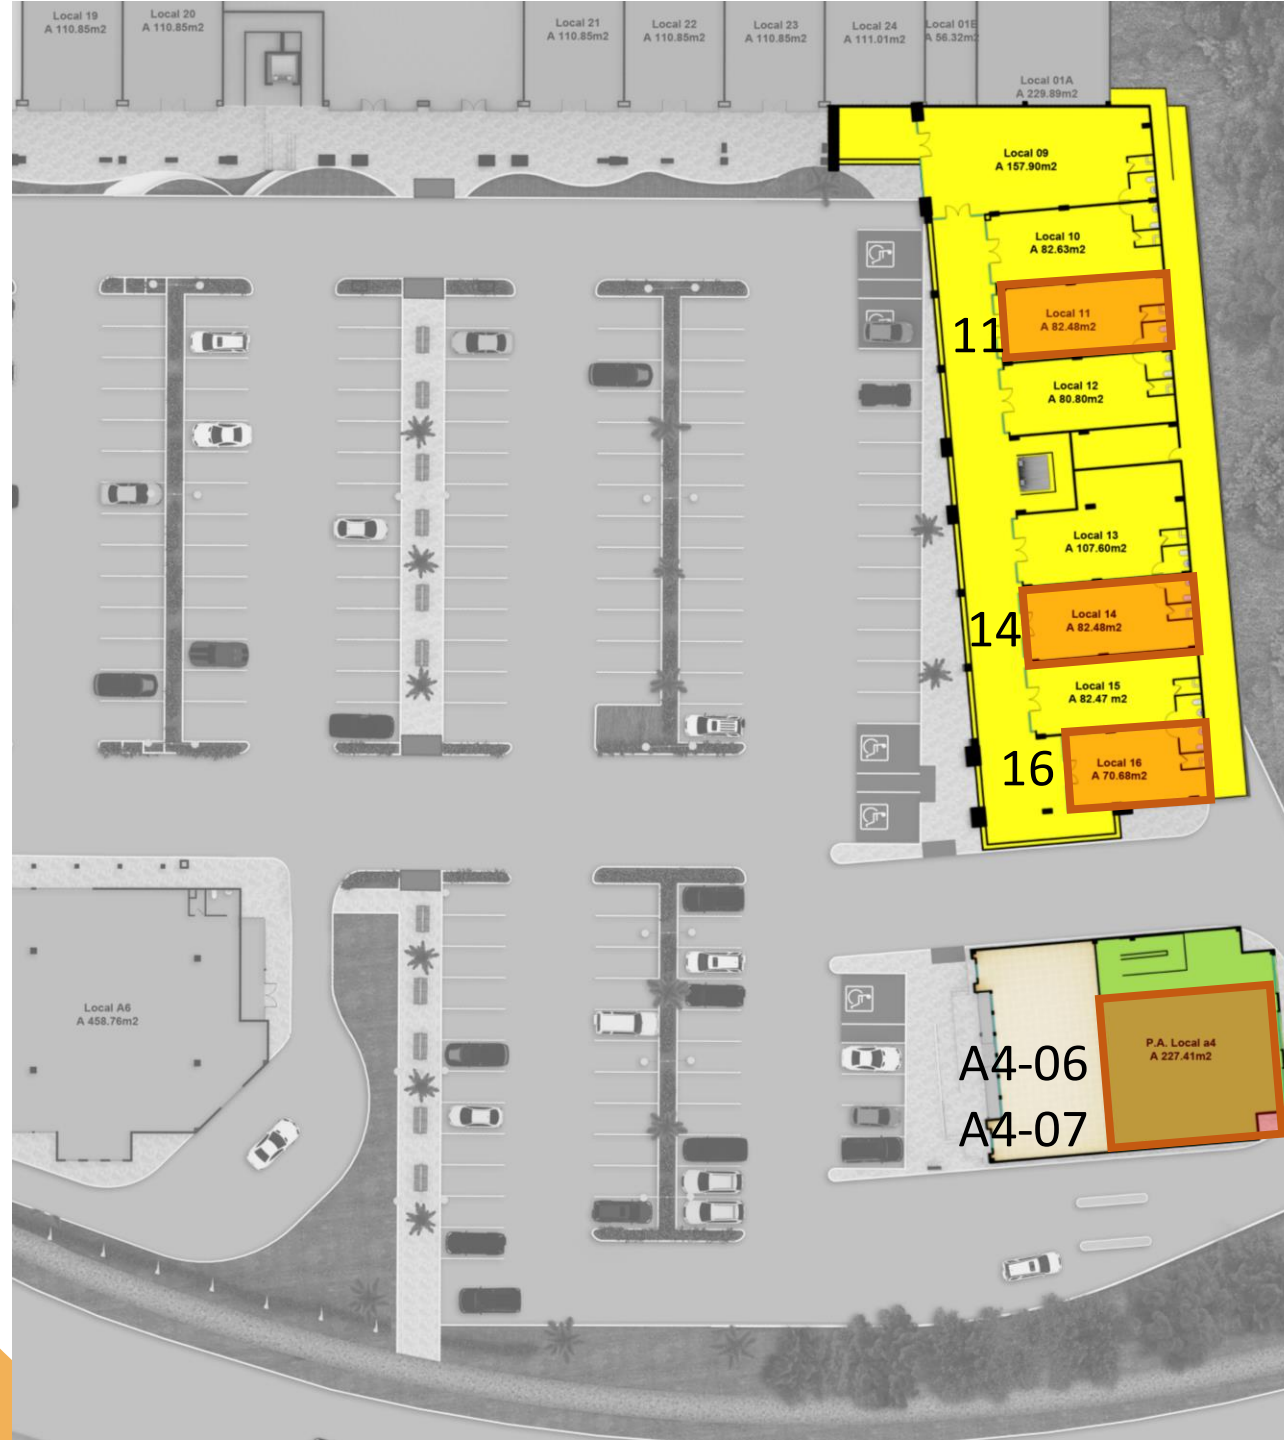 Local 19
A 110.85m2
Local 20
A 110.85m2
Local 21
A 110.85m2
Local 22
A 110.85m2
Local 23
A 110.85m2
Local 24
A 111.01m2
Local 01B
A 56.32m2
Local 01A
A 229.89m2
Local 09
A 157.90m2
Local 10
A 82.63m2
Local 11
A 82.48m2
11
Local 12
A 80.80m2
Local 13
A 107.60m2
Local 14
A 82.48m2
14
Local 15
A 82.47 m2
Local 16
A 70.68m2
16
Local A6
A 458.76m2
P.A. Local a4
A 227.41m2
A4-06
A4-07